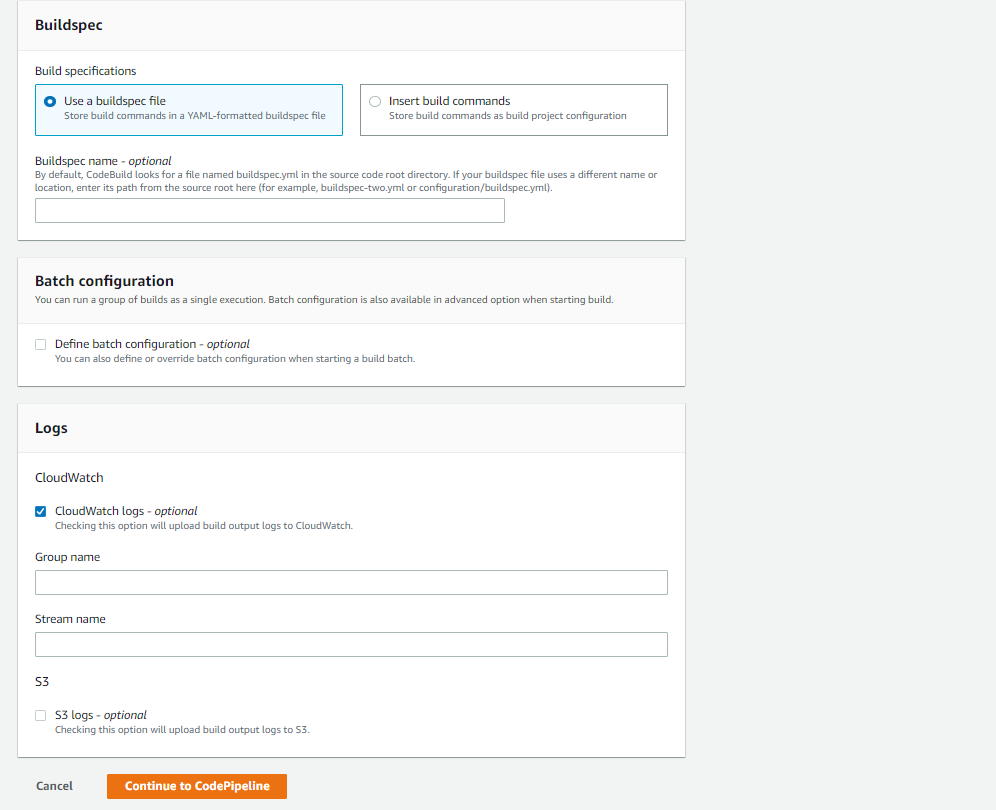 Buildspec
Build specifications
Use a buildspec file
Store build commands in a YAML-formatted buildspec file
Insert build commands
Store build commands as build project configuration
Buildspec name - optional
By default, CodeBuild looks for a file named buildspec.yml in the source code root directory. If your buildspec file uses a different name or
location, enter its path from the source root here (for example, buildspec-two.yml or configuration/buildspec.yml).
Batch configuration
You can run a group of builds as a single execution. Batch configuration is also available in advanced option when starting build.
Define batch configuration - optional
You can also define or override batch configuration when starting a build batch.
Logs
CloudWatch
CloudWatch logs - optional
Checking this option will upload build output logs to CloudWatch.
Group name
Stream name
S3
S3 logs - optional
Checking this option will upload build output logs to S3.
Cancel
Continue to CodePipeline